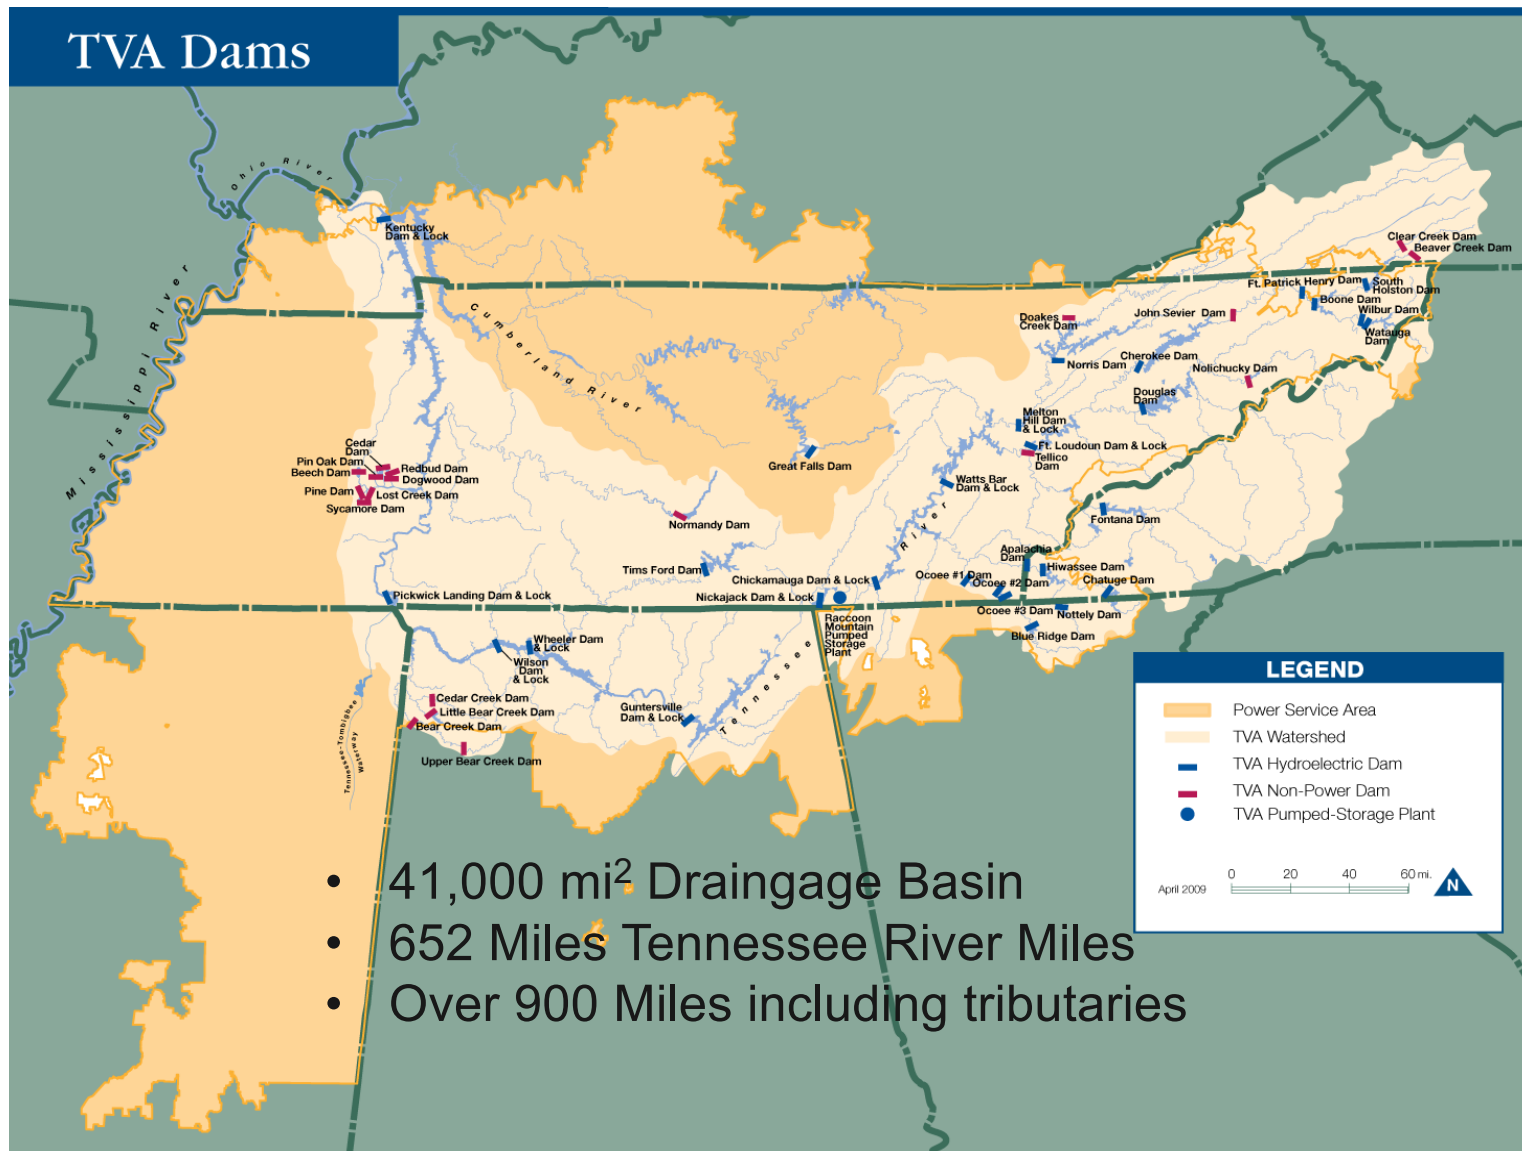 TVA Dams
Ohio River
Mississippi River
Kentucky
Dam & Lock
Cumberland River
Clear Creek Dam
Beaver Creek Dam
Ft. Patrick Henry Dam
South
Holston Dam
Boone Dam
Wilbur Dam
Watauga
Dam
Doakes
Creek Dam
John Sevier Dam
Norris Dam
Cherokee Dam
Nolichucky Dam
Douglas
Dam
Melton
Hill Dam
& Lock
Ft. Loudoun Dam & Lock
Tellico
Dam
Great Falls Dam
Watts Bar
Dam & Lock
Cedar
Dam
Pin Oak Dam
Beech Dam
Redbud Dam
Dogwood Dam
Pine Dam
Lost Creek Dam
Sycamore Dam
Normandy Dam
Fontana Dam
Tims Ford Dam
Chickamauga Dam & Lock
Nickajack Dam & Lock
Apalachia
Dam
Hiwassee Dam
Ocoee #1 Dam
Ocoee #2 Dam
Chatuge Dam
Ocoee #3 Dam
Nottely Dam
Blue Ridge Dam
Pickwick Landing Dam & Lock
Raccoon
Mountain
Pumped
Storage
Plant
Wheeler Dam
& Lock
Wilson
Dam
& Lock
Tennessee River
Guntersville
Dam & Lock
Cedar Creek Dam
Little Bear Creek Dam
Bear Creek Dam
Upper Bear Creek Dam
Tennessee-Tombigbee
Waterway
LEGEND
Power Service Area
TVA Watershed
TVA Hydroelectric Dam
TVA Non-Power Dam
TVA Pumped-Storage Plant
April 2009
0 20 40 60 mi.
N
• 41,000 mi² Draingage Basin
• 652 Miles Tennessee River Miles
• Over 900 Miles including tributaries